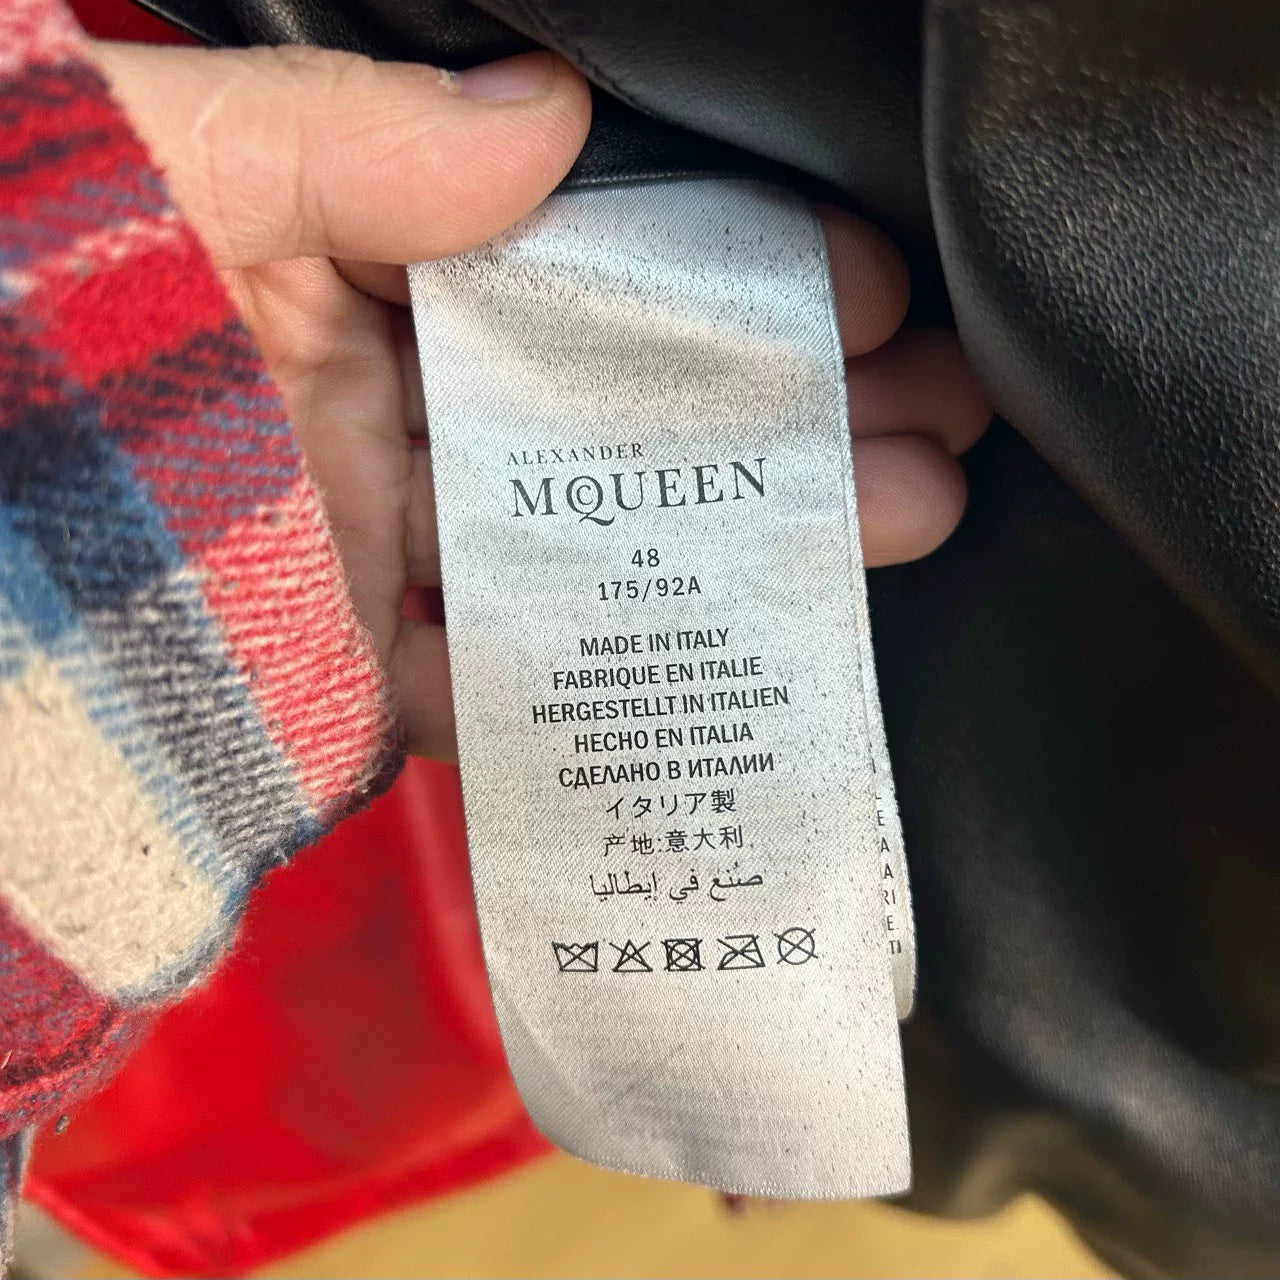 ALEXANDER
MCQUEEN
48
175/92A
MADE IN ITALY
FABRIQUE EN ITALIE
HERGESTELLT IN ITALIEN
HECHO EN ITALIA
СДЕЛАНО В ИТАЛИИ
イタリア製
产地:意大利
صنع في إيطاليا